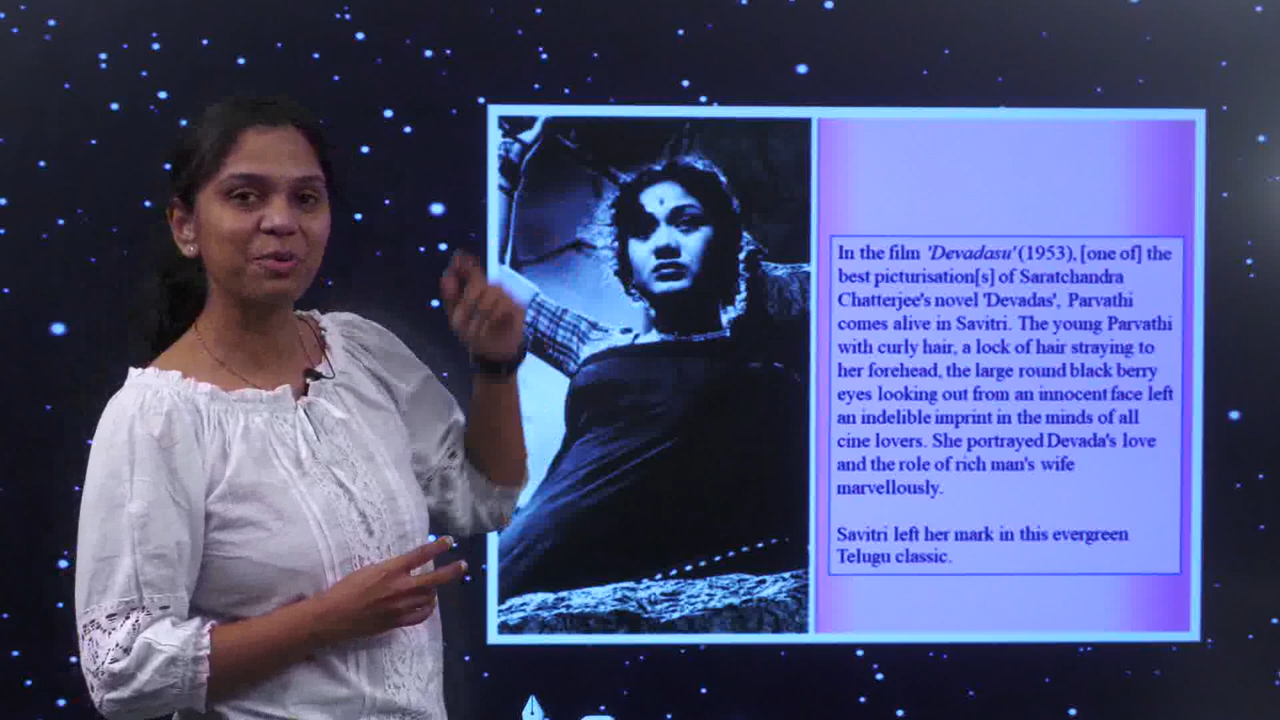 In the film 'Devadasu' (1953), [one of] the
best picturisation[s] of Saratchandra
Chatterjee's novel 'Devadas', Parvathi
comes alive in Savitri. The young Parvathi
with curly hair, a lock of hair straying to
her forehead, the large round black berry
eyes looking out from an innocent face left
an indelible imprint in the minds of all
cine lovers. She portrayed Devada's love
and the role of rich man's wife
marvellously.
Savitri left her mark in this evergreen
Telugu classic.